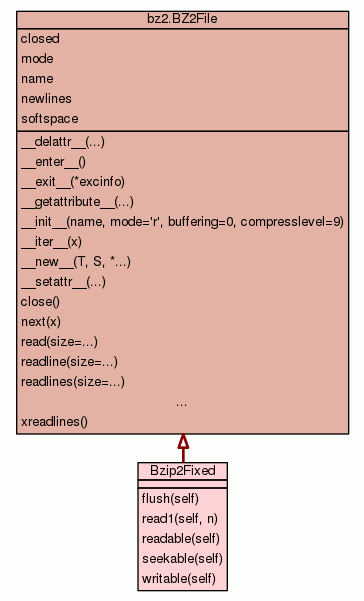 bz2.BZ2File
closed
mode
name
newlines
softspace
__delattr__(...)
__enter__()
__exit__(*excinfo)
__getattribute__(...)
__init__(name, mode='r', buffering=0, compresslevel=9)
__iter__(x)
__new__(T, S, *...)
__setattr__(...)
close()
next(x)
read(size=...)
readline(size=...)
readlines(size=...)
...
xreadlines()
Bzip2Fixed
flush(self)
read1(self, n)
readable(self)
seekable(self)
writable(self)